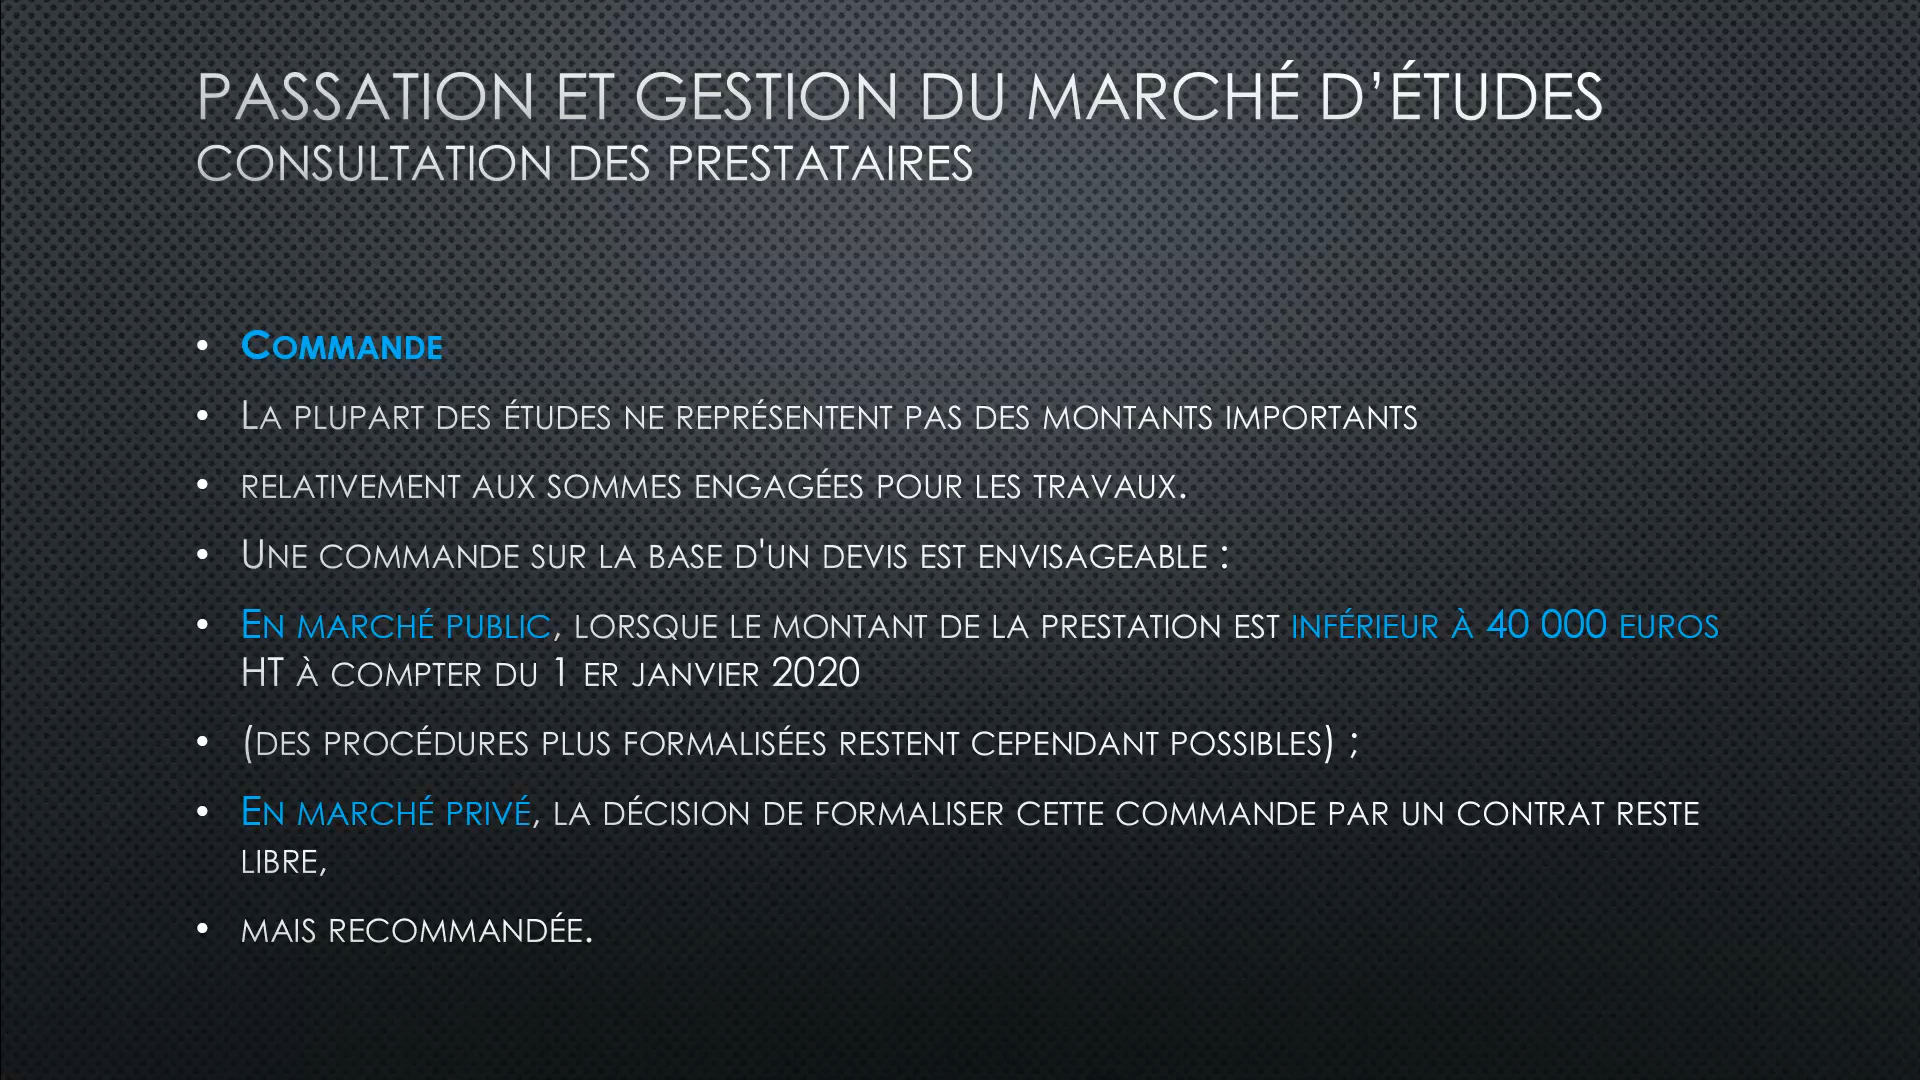 PASSATION ET GESTION DU MARCHÉ D’ÉTUDES
CONSULTATION DES PRESTATAIRES
• COMMANDE
• LA PLUPART DES ÉTUDES NE REPRÉSENTENT PAS DES MONTANTS IMPORTANTS
• RELATIVEMENT AUX SOMMES ENGAGÉES POUR LES TRAVAUX.
• UNE COMMANDE SUR LA BASE D'UN DEVIS EST ENVISAGEABLE :
• EN MARCHÉ PUBLIC, LORSQUE LE MONTANT DE LA PRESTATION EST INFÉRIEUR À 40 000 EUROS
HT À COMPTER DU 1 ER JANVIER 2020
• (DES PROCÉDURES PLUS FORMALISÉES RESTENT CEPENDANT POSSIBLES) ;
• EN MARCHÉ PRIVÉ, LA DÉCISION DE FORMALISER CETTE COMMANDE PAR UN CONTRAT RESTE
LIBRE,
• MAIS RECOMMANDÉE.